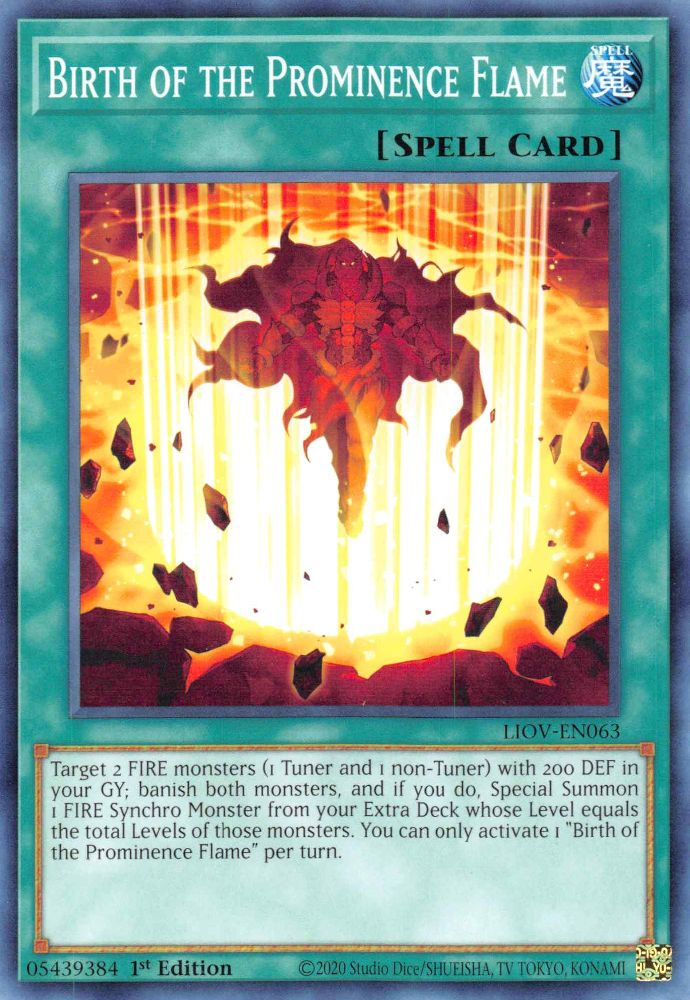 BIRTH OF THE PROMINENCE FLAME
SPELL
魔
[SPELL CARD]
LIOV-EN063
Target 2 FIRE monsters (1 Tuner and 1 non-Tuner) with 200 DEF in
your GY; banish both monsters, and if you do, Special Summon
1 FIRE Synchro Monster from your Extra Deck whose Level equals
the total Levels of those monsters. You can only activate 1 "Birth of
the Prominence Flame" per turn.
05439384 1st Edition
©2020 Studio Dice/SHUEISHA, TV TOKYO, KONAMI